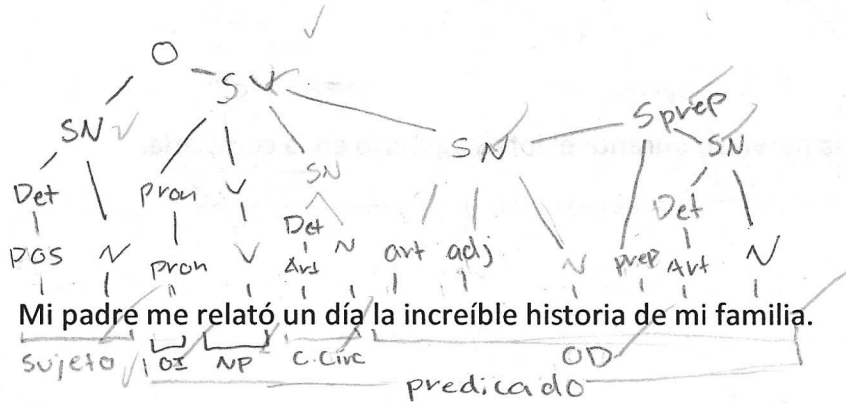 O
SV
SN
SN
Sprep
SN
SN
Det
Pron
V
Det
Det
POS
N
pron
V
Art
N
art
adj
N
prep
Art
N
Mi padre me relató un día la increíble historia de mi familia.
Sujeto
OI
NP
C.Circ
OD
predicado